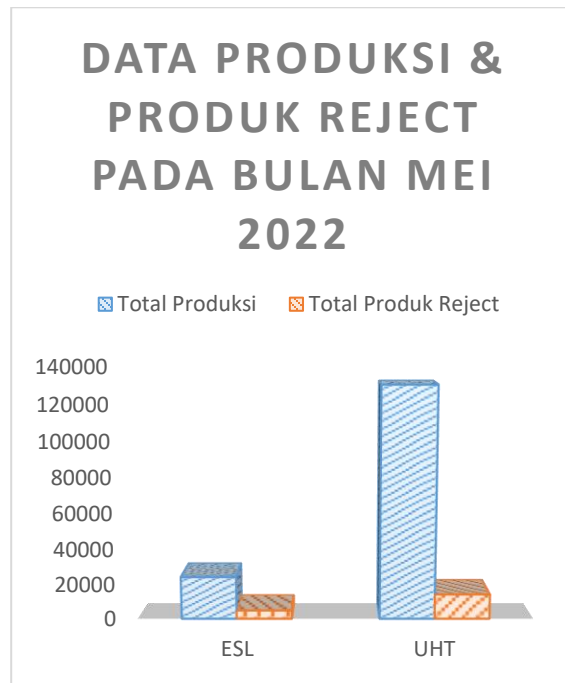 DATA PRODUKSI &
PRODUK REJECT
PADA BULAN MEI
2022
Total Produksi Total Produk Reject
140000
120000
100000
80000
60000
40000
20000
0
ESL UHT